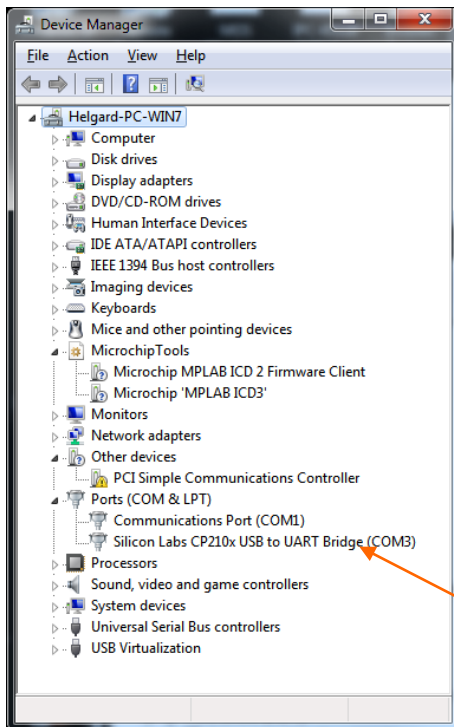 Device Manager
File Action View Help
Helgard-PC-WIN7
Computer
Disk drives
Display adapters
DVD/CD-ROM drives
Human Interface Devices
IDE ATA/ATAPI controllers
IEEE 1394 Bus host controllers
Imaging devices
Keyboards
Mice and other pointing devices
MicrochipTools
Microchip MPLAB ICD 2 Firmware Client
Microchip 'MPLAB ICD3'
Monitors
Network adapters
Other devices
PCI Simple Communications Controller
Ports (COM & LPT)
Communications Port (COM1)
Silicon Labs CP210x USB to UART Bridge (COM3)
Processors
Sound, video and game controllers
System devices
Universal Serial Bus controllers
USB Virtualization